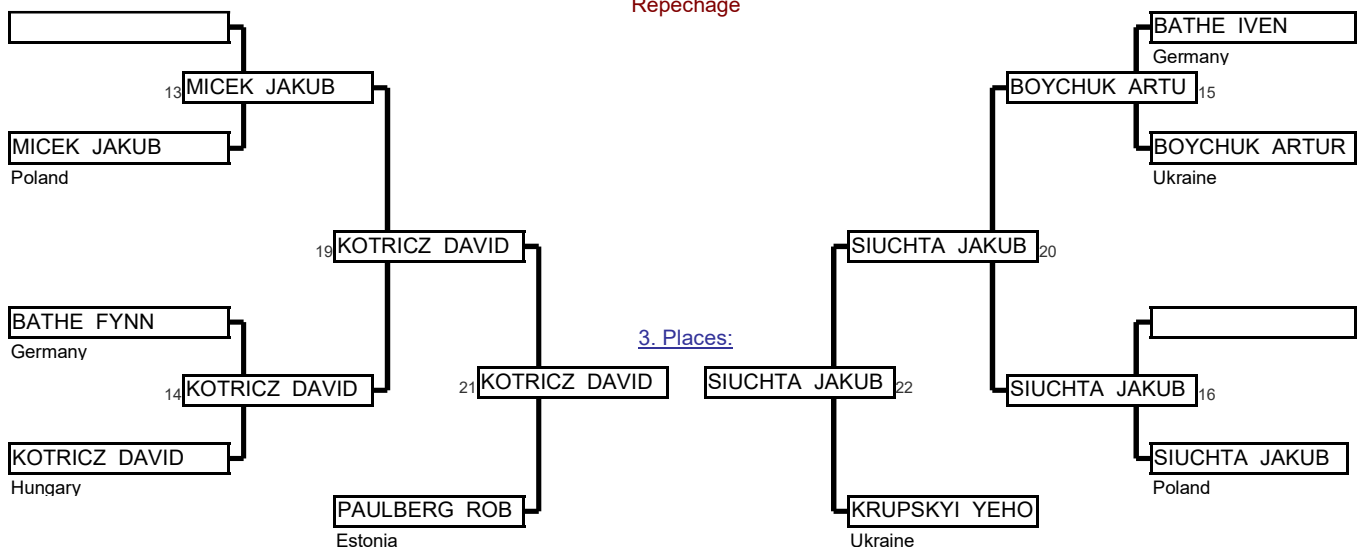 Repechage
BATHE IVEN
Germany
13 MICEK JAKUB
BOYCHUK ARTU 15
MICEK JAKUB
Poland
BOYCHUK ARTUR
Ukraine
19 KOTRICZ DAVID
SIUCHTA JAKUB 20
BATHE FYNN
Germany
3. Places:
14 KOTRICZ DAVID
21 KOTRICZ DAVID
SIUCHTA JAKUB 22
SIUCHTA JAKUB 16
KOTRICZ DAVID
Hungary
SIUCHTA JAKUB
Poland
PAULBERG ROB
Estonia
KRUPSKYI YEHO
Ukraine